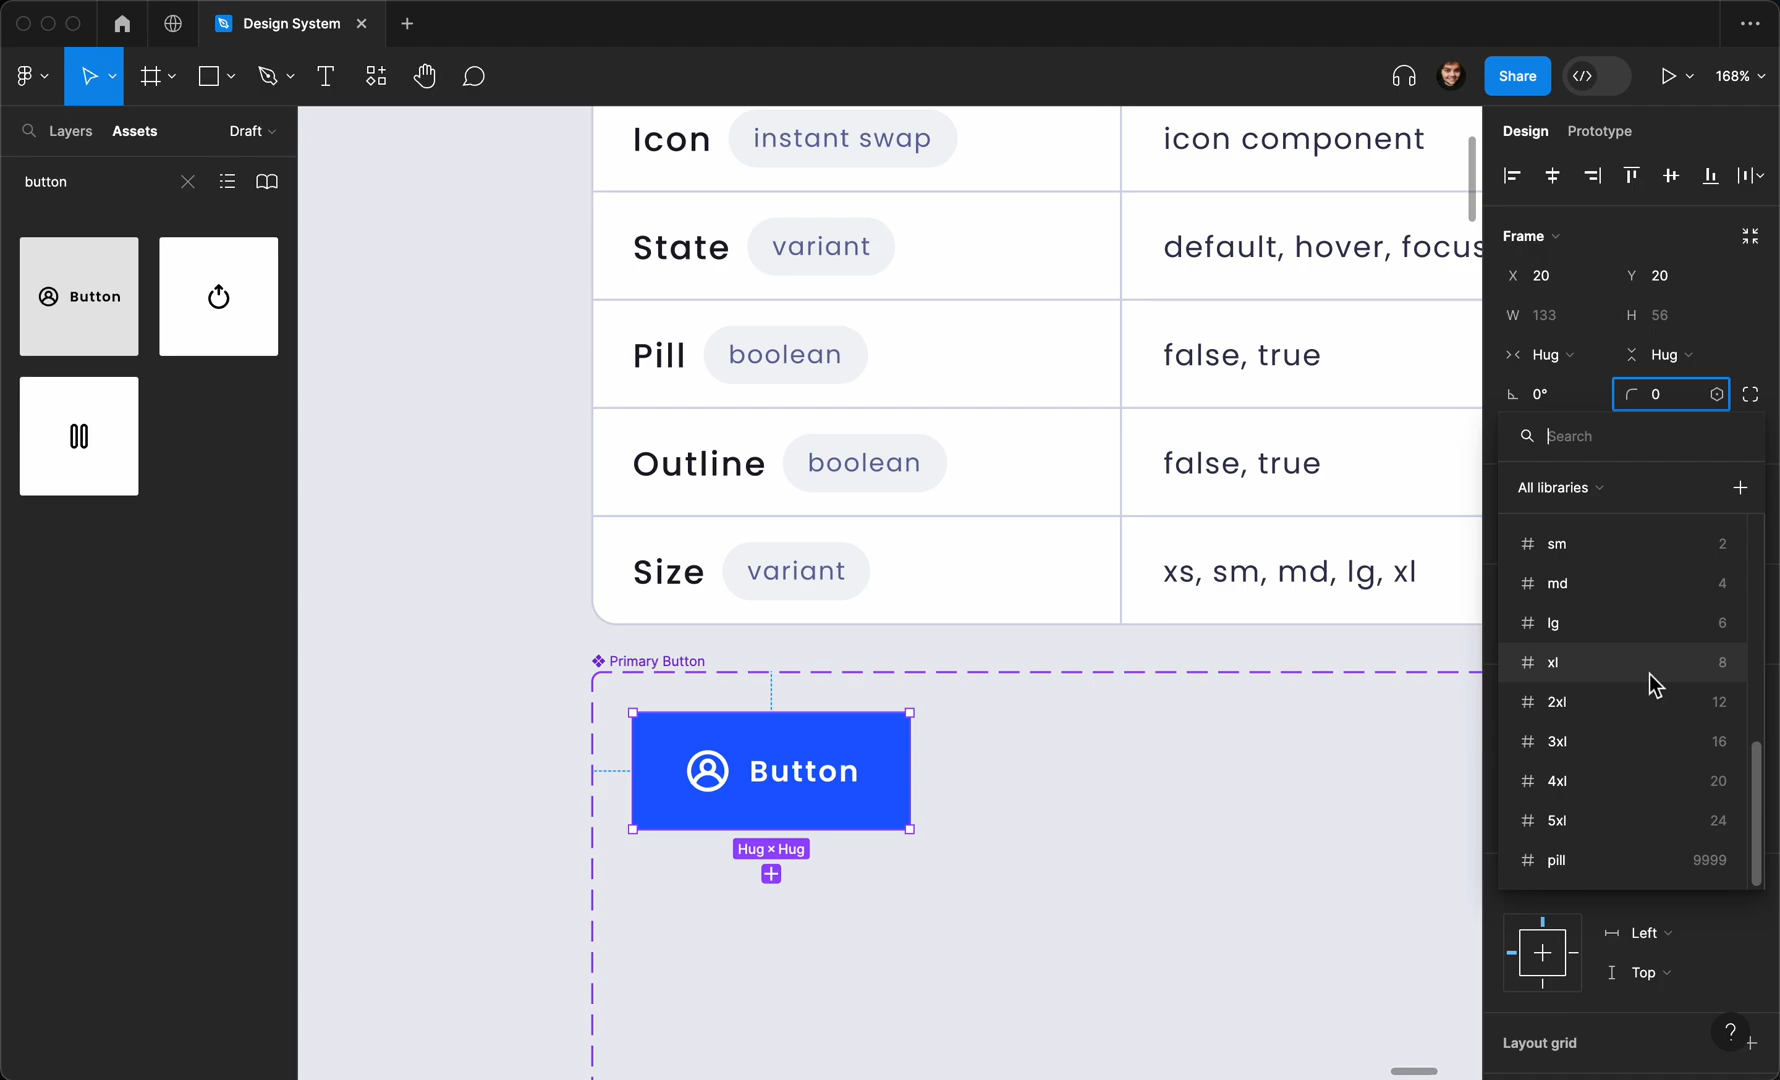 Design System
Share
168%
Layers
Assets
Draft
button
Button
Icon
instant swap
icon component
State
variant
default, hover, focus
Pill
boolean
false, true
Outline
boolean
false, true
Size
variant
xs, sm, md, lg, xl
Primary Button
Button
Hug × Hug
Design
Prototype
Frame
X 20
Y 20
W 133
H 56
Hug
Hug
0°
0
Search
All libraries
sm 2
md 4
lg 6
xl 8
2xl 12
3xl 16
4xl 20
5xl 24
pill 9999
Left
Top
Layout grid
?